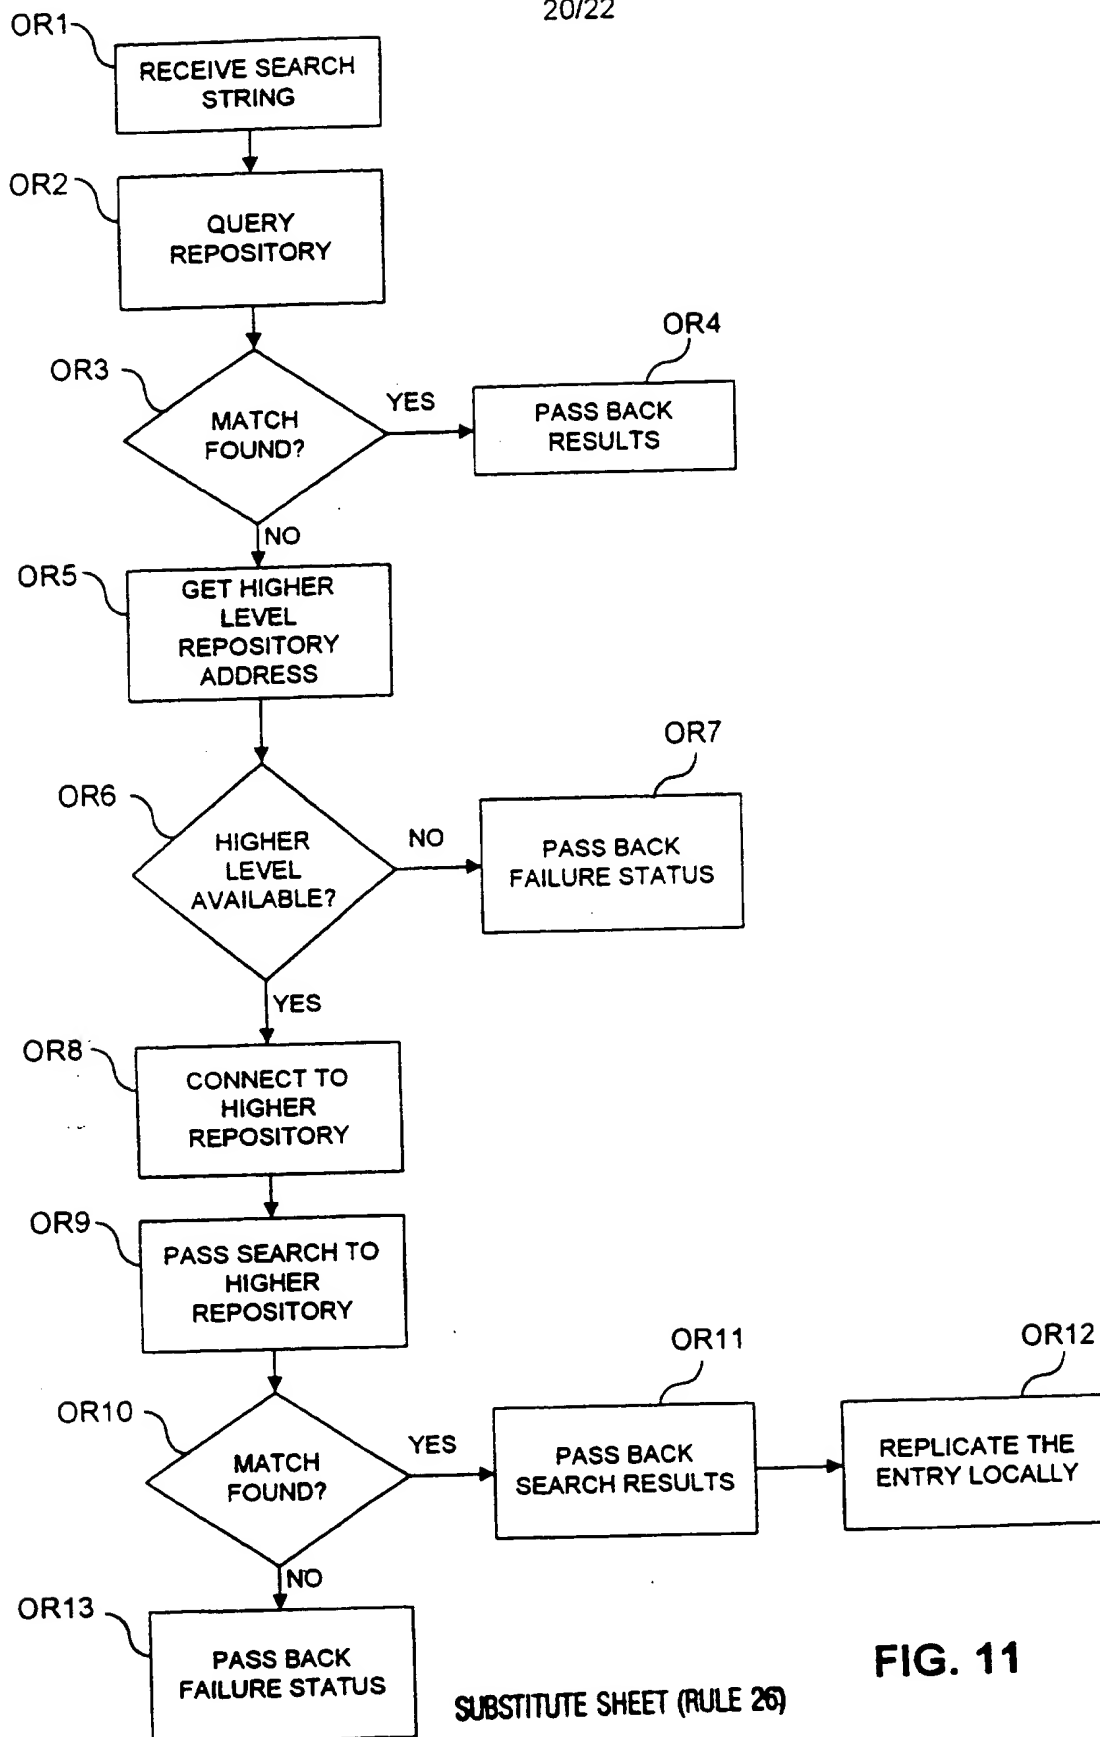 20/22
OR1
RECEIVE SEARCH
STRING
OR2
QUERY
REPOSITORY
OR3
MATCH
FOUND?
YES
OR4
PASS BACK
RESULTS
NO
OR5
GET HIGHER
LEVEL
REPOSITORY
ADDRESS
OR6
HIGHER
LEVEL
AVAILABLE?
NO
OR7
PASS BACK
FAILURE STATUS
YES
OR8
CONNECT TO
HIGHER
REPOSITORY
OR9
PASS SEARCH TO
HIGHER
REPOSITORY
OR10
MATCH
FOUND?
YES
OR11
PASS BACK
SEARCH RESULTS
OR12
REPLICATE THE
ENTRY LOCALLY
NO
OR13
PASS BACK
FAILURE STATUS
FIG. 11
SUBSTITUTE SHEET (RULE 26)